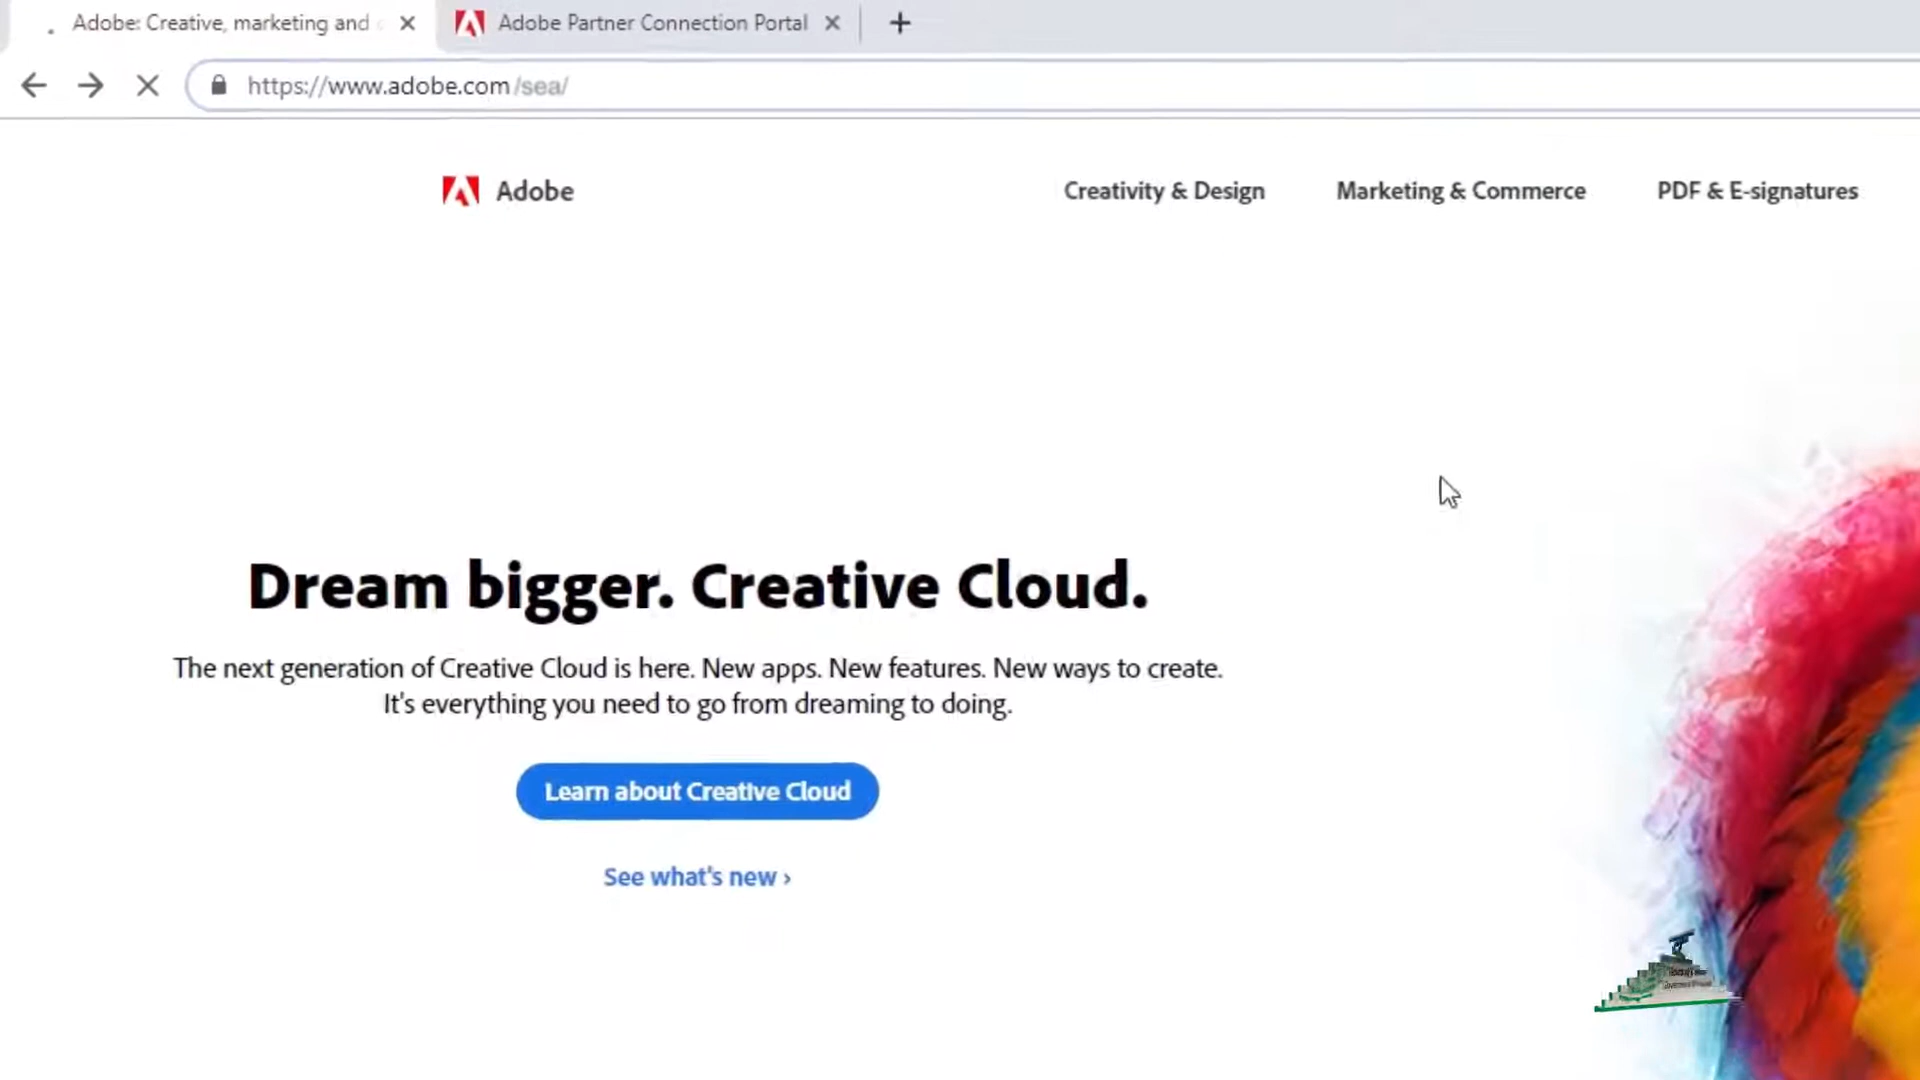 Adobe: Creative, marketing and
Adobe Partner Connection Portal
https://www.adobe.com/sea/
Adobe
Creativity & Design
Marketing & Commerce
PDF & E-signatures
Dream bigger. Creative Cloud.
The next generation of Creative Cloud is here. New apps. New features. New ways to create.
It's everything you need to go from dreaming to doing.
Learn about Creative Cloud
See what's new ›